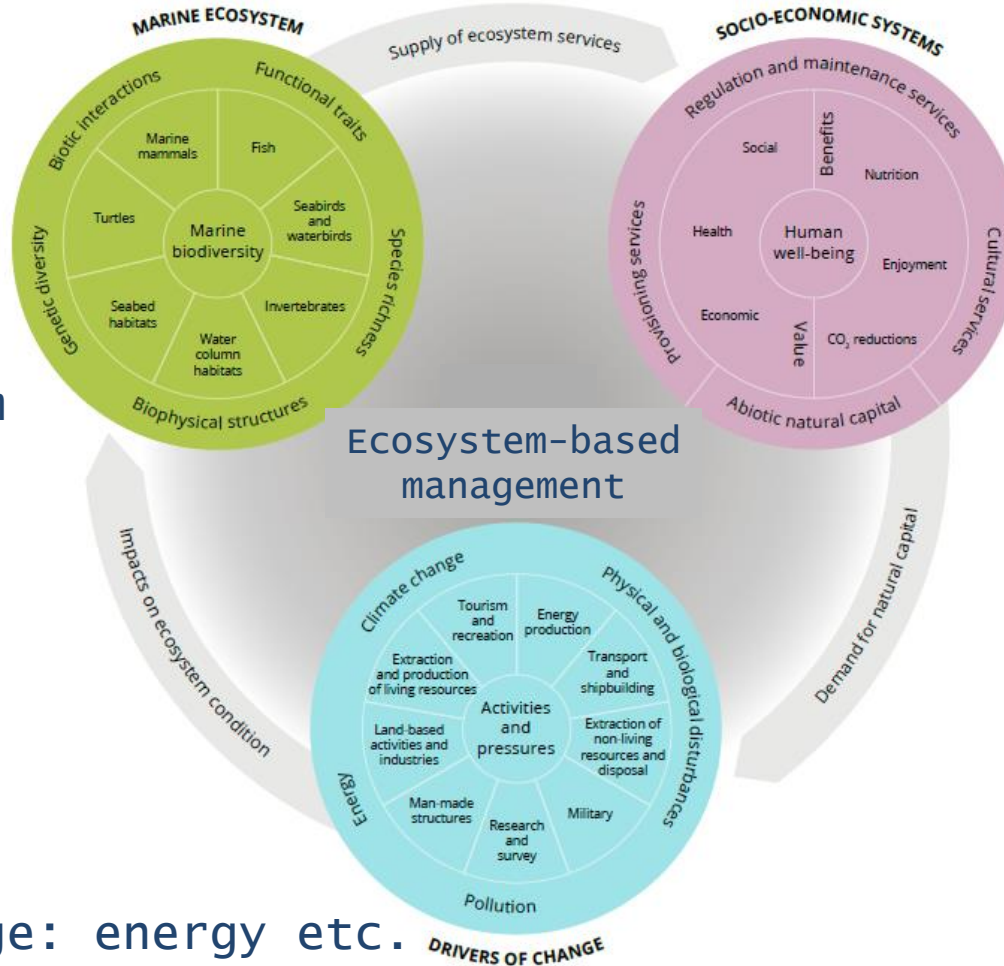 MARINE ECOSYSTEM
Supply of ecosystem services
SOCIO-ECONOMIC SYSTEMS
Biotic interactions
Functional traits
Marine
mammals
Fish
Turtles
Seabirds
and
waterbirds
Marine
biodiversity
Genetic diversity
Species richness
Seabed
habitats
Invertebrates
Water
column
habitats
Biophysical structures
Regulation and maintenance services
Social
Benefits
Nutrition
Health
Human
well-being
Enjoyment
Provisioning services
Cultural services
Economic
Value
CO₂ reductions
Abiotic natural capital
Ecosystem-based
management
Impacts on ecosystem condition
Demand for natural capital
Climate change
Physical and biological disturbances
Tourism
and
recreation
Energy
production
Extraction
and production
of living resources
Transport
and
shipbuilding
Activities
and
pressures
Land-based
activities and
industries
Extraction of
non-living
resources and
disposal
Energy
Man-made
structures
Research
and
survey
Military
Pollution
energy etc.
DRIVERS OF CHANGE